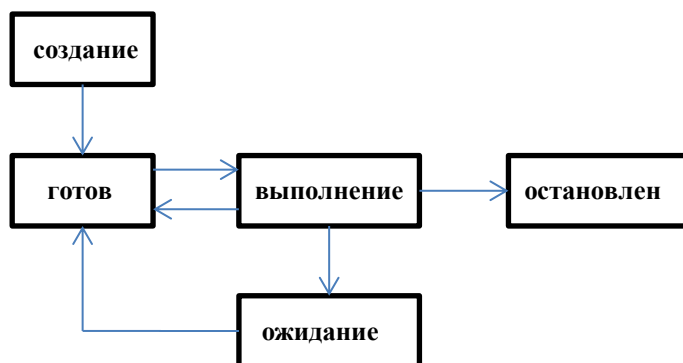 создание
готов
выполнение
остановлен
ожидание